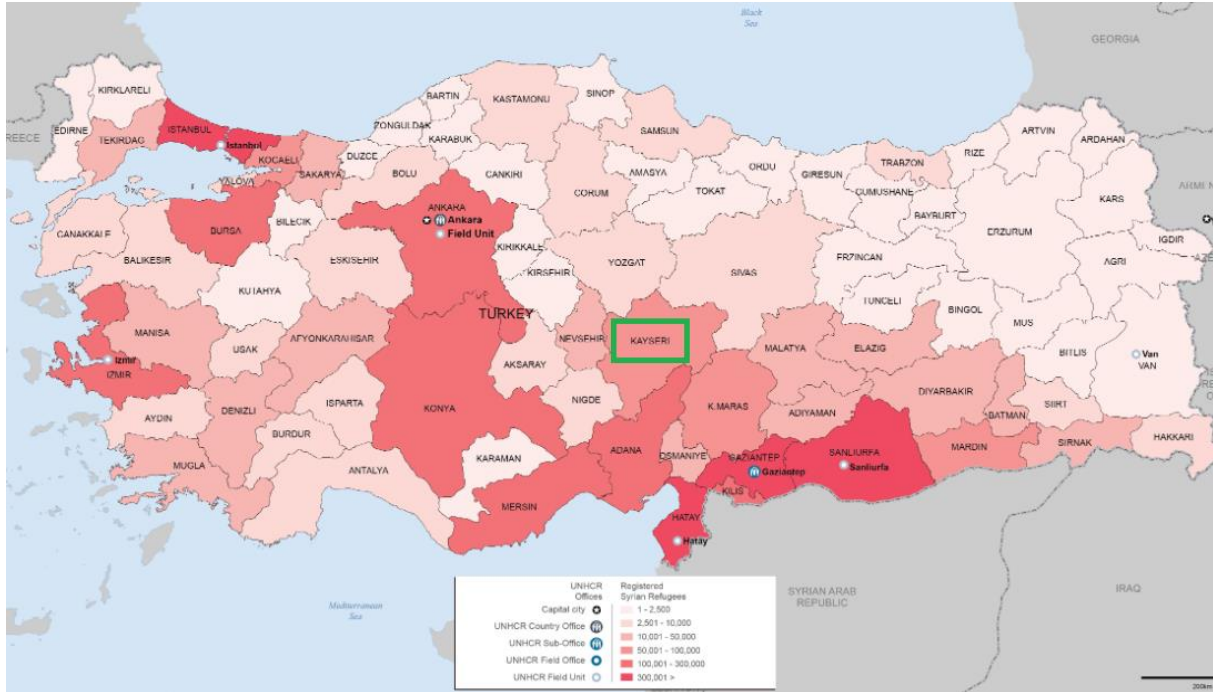 Black
Sea
GEORGIA
KIRKLARELI
BARTIN
KASTAMONU
SINOP
EDIRNE
ISTANBUL
ZONGULDAK
KARABUK
SAMSUN
ARTVIN
ARDAHAN
REECE
TEKIRDAG
Istanbul
KOCAELI
DUZCE
TRABZON
RIZE
YALOVA
SAKARYA
BOLU
CANKIRI
CORUM
AMASYA
ORDU
GIRESUN
TOKAT
GUMUSHANE
KARS
ARMEN
ANKARA
Ankara
Field Unit
BAYBURT
CANAKKALE
BURSA
BILECIK
ERZURUM
IGDIR
BALIKESIR
ESKISEHIR
KIRIKKALE
YOZGAT
SIVAS
ERZINCAN
AGRI
AZE
KUTAHYA
KIRSEHIR
TUNCELI
BINGOL
MUS
TURKEY
MANISA
USAK
AFYONKARAHISAR
NEVSEHIR
KAYSERI
MALATYA
ELAZIG
BITLIS
Van
VAN
Izmir
IZMIR
AKSARAY
DIYARBAKIR
AYDIN
DENIZLI
ISPARTA
KONYA
NIGDE
K.MARAS
ADIYAMAN
BATMAN
SIIRT
BURDUR
SIRNAK
HAKKARI
MUGLA
ANTALYA
KARAMAN
ADANA
OSMANIYE
GAZIANTEP
Gaziantep
SANLIURFA
Sanliurfa
MARDIN
MERSIN
KILIS
HATAY
Hatay
Mediterranean
Sea
SYRIAN ARAB
REPUBLIC
IRAQ
UNHCR
Offices
Capital city
UNHCR Country Office
UNHCR Sub-Office
UNHCR Field Office
UNHCR Field Unit
Registered
Syrian Refugees
1 - 2,500
2,501 - 10,000
10,001 - 50,000
50,001 - 100,000
100,001 - 300,000
300,001 >
200km